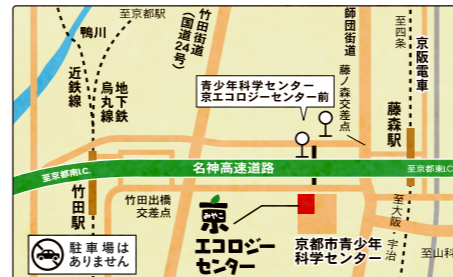 至京都駅
鴨川
近鉄線
地下鉄
烏丸線
竹田街道
(国道24号)
師団街道
藤ノ森交差点
至四条
京阪電車
青少年科学センター
京エコロジーセンター前
藤森駅
名神高速道路
至京都南I.C.
至京都東I.C.
竹田駅
竹田出橋
交差点
みやこ
京
エコロジー
センター
京都市青少年
科学センター
至大阪・宇治
至山科
駐車場は
ありません